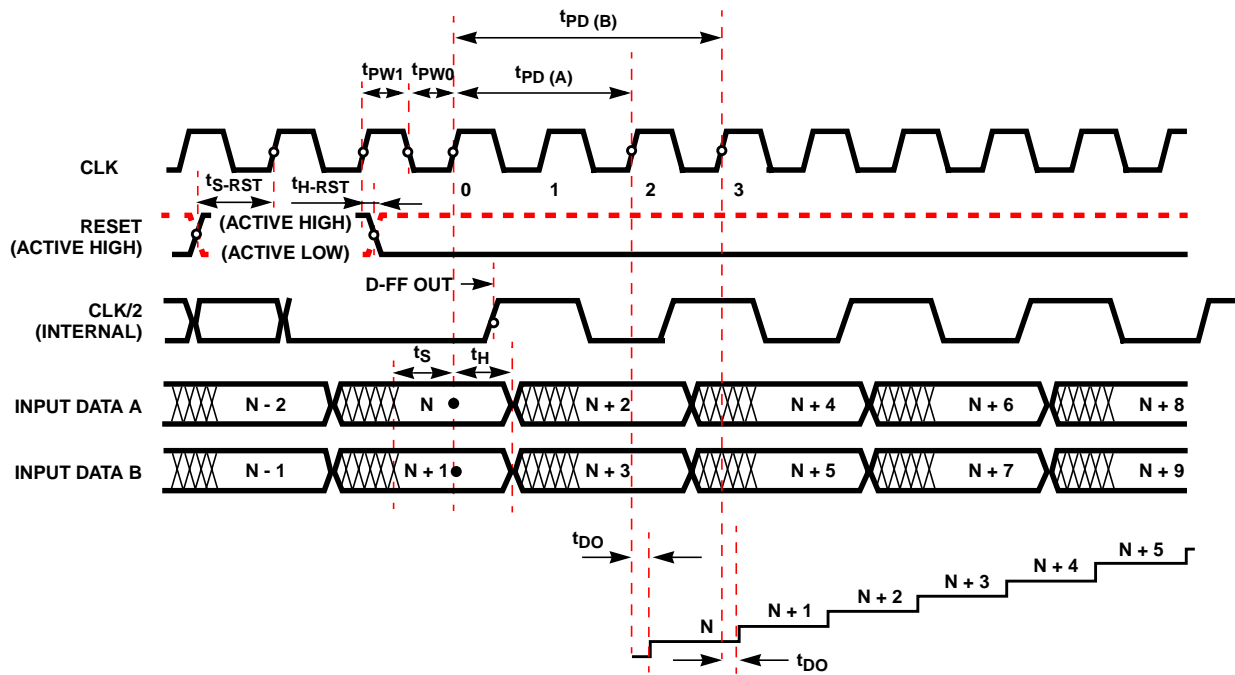 tPD (B)
tPW1 tPW0 tPD (A)
CLK
0 1 2 3
tS-RST tH-RST
RESET
(ACTIVE HIGH)
(ACTIVE HIGH)
(ACTIVE LOW)
D-FF OUT
CLK/2
(INTERNAL)
tS tH
INPUT DATA A N - 2 N N + 2 N + 4 N + 6 N + 8
INPUT DATA B N - 1 N + 1 N + 3 N + 5 N + 7 N + 9
tDO
N N + 1 N + 2 N + 3 N + 4 N + 5
tDO